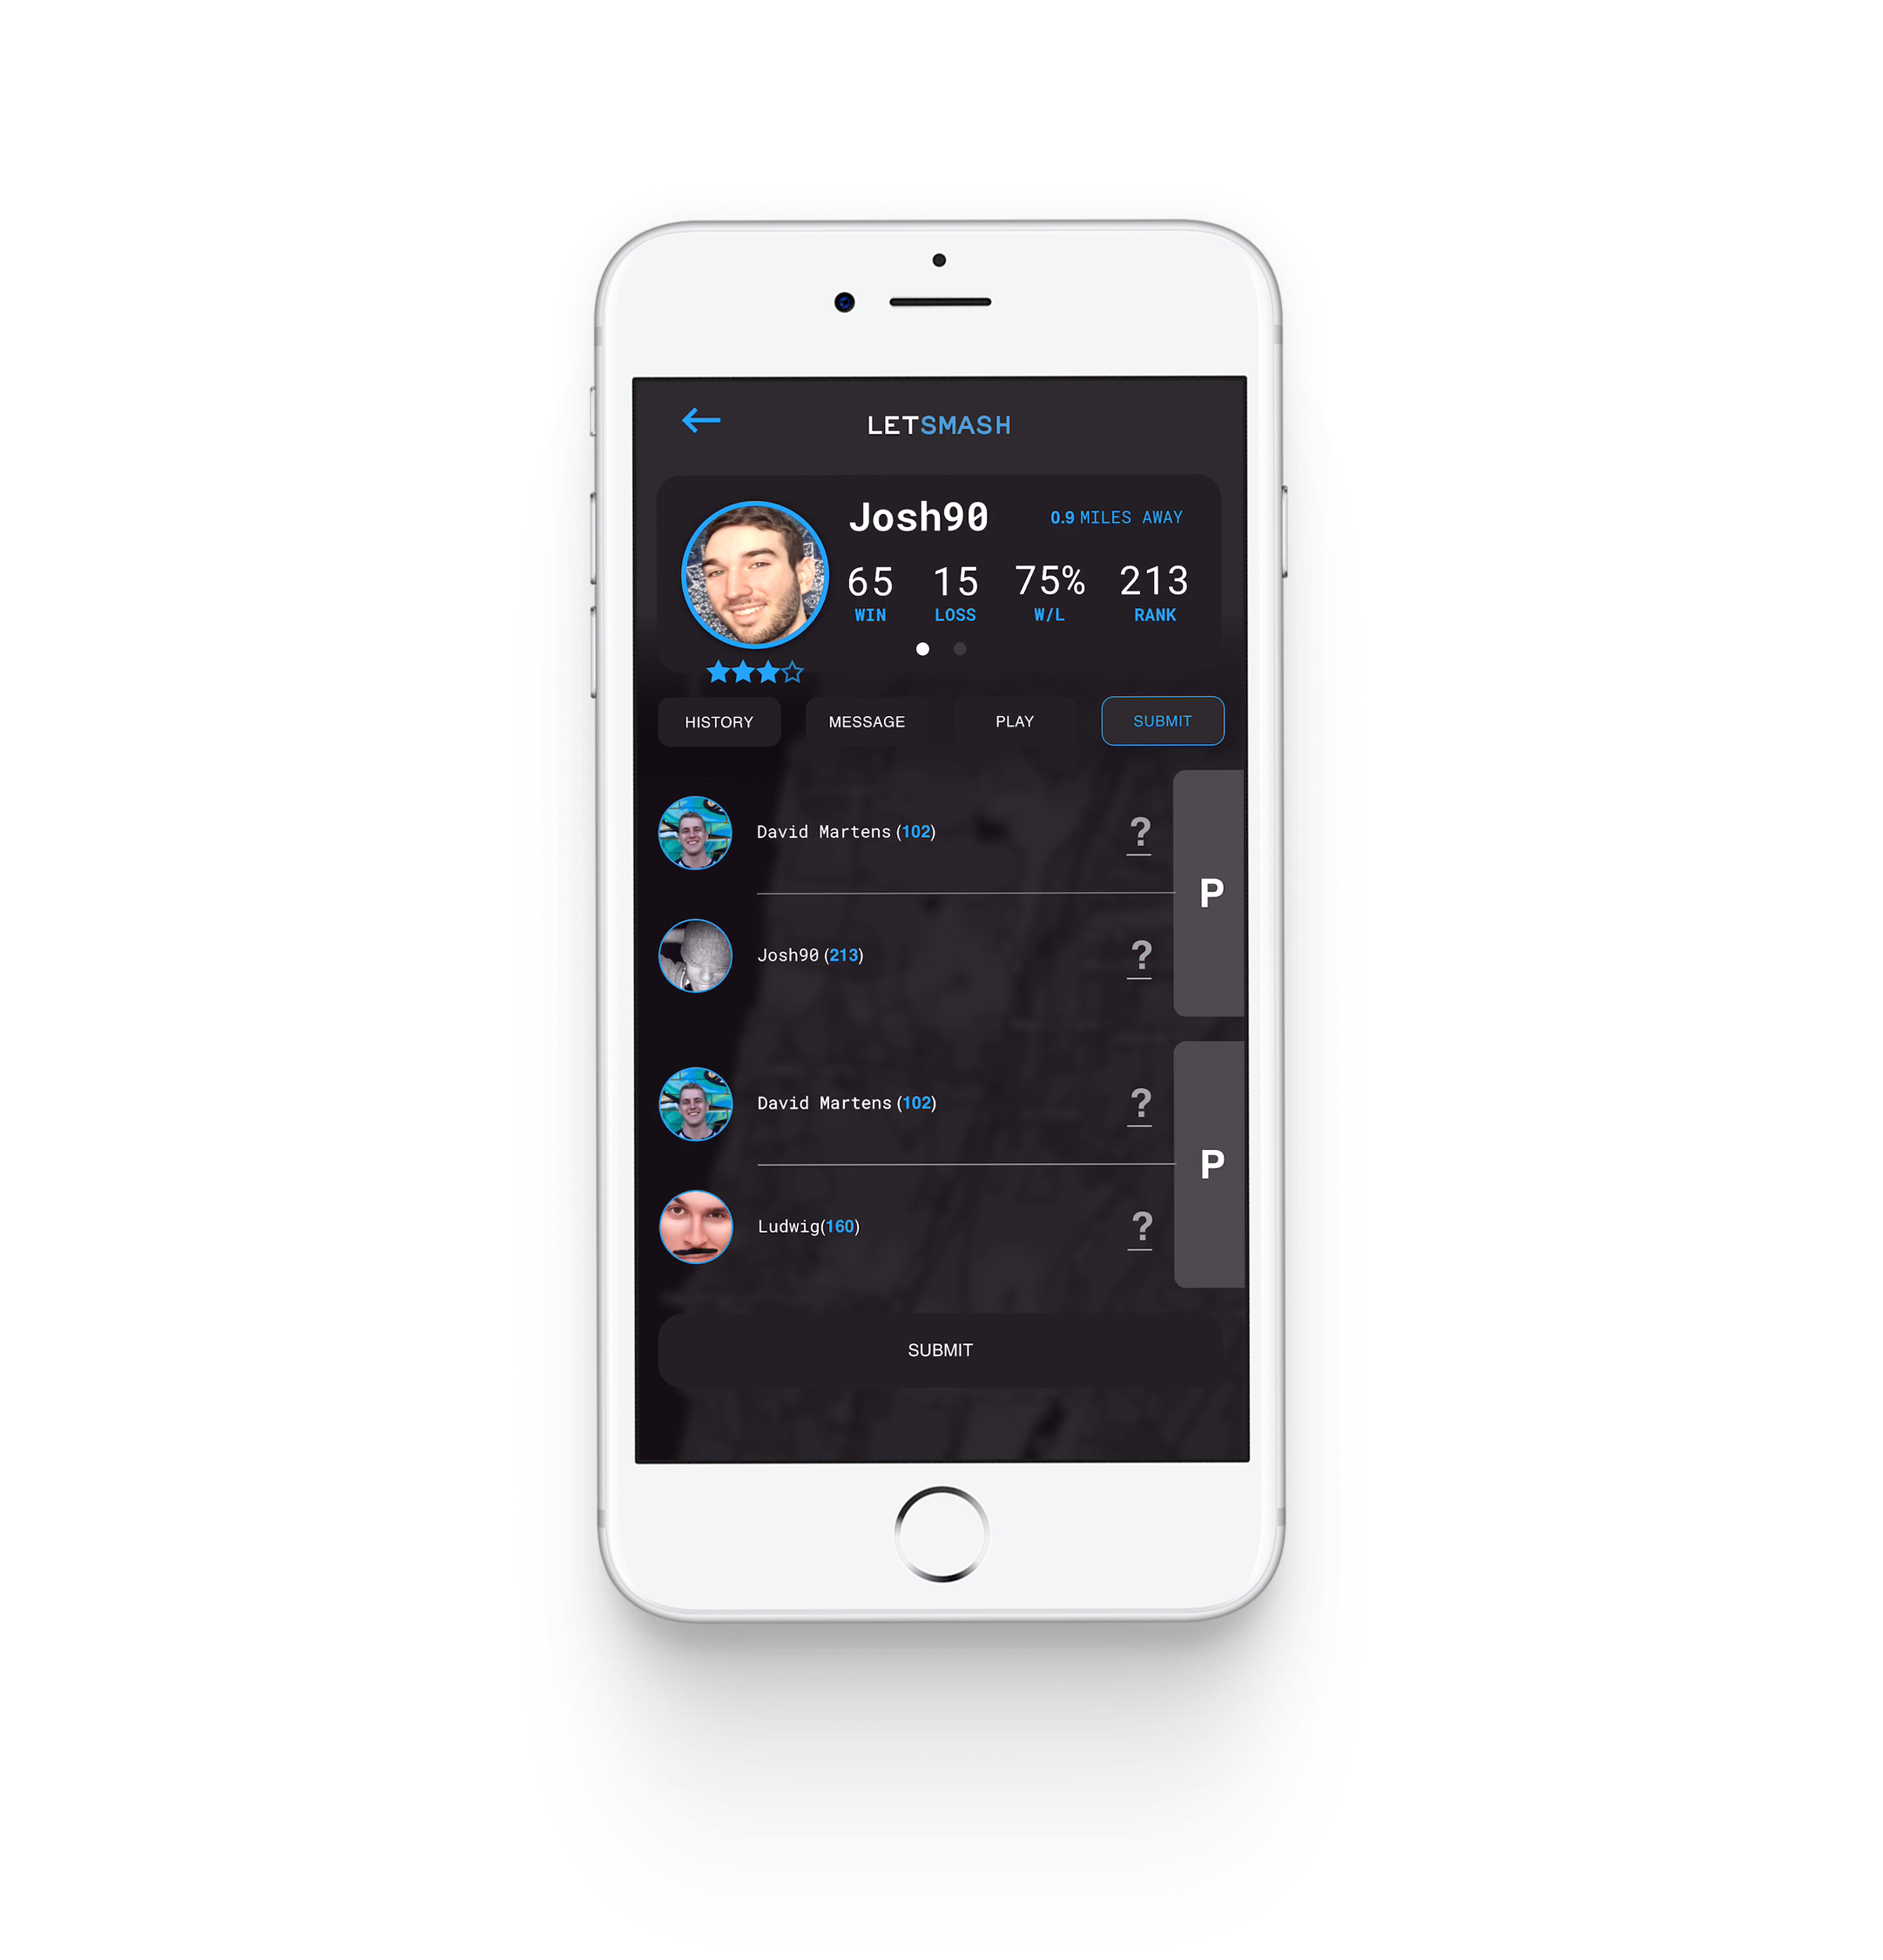 LETSMASH
Josh90 0.9 MILES AWAY
65 15 75% 213
WIN LOSS W/L RANK
HISTORY MESSAGE PLAY SUBMIT
David Martens (102) ?
P
Josh90 (213) ?
David Martens (102) ?
P
Ludwig(160) ?
SUBMIT